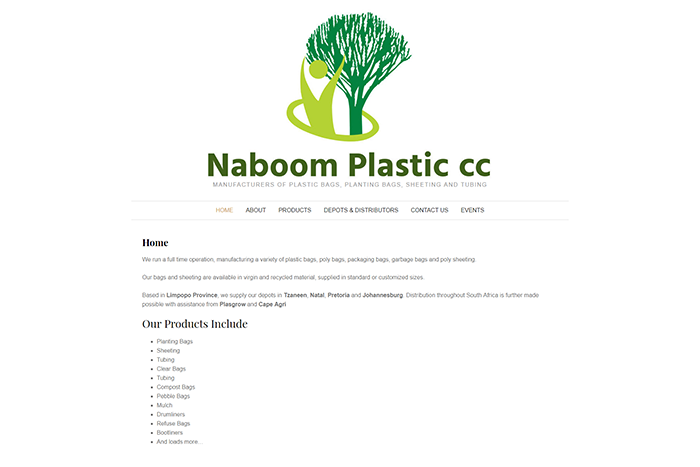 Naboom Plastic cc
MANUFACTURERS OF PLASTIC BAGS, PLANTING BAGS, SHEETING AND TUBING
HOME ABOUT PRODUCTS DEPOTS & DISTRIBUTORS CONTACT US EVENTS
Home
We run a full time operation, manufacturing a variety of plastic bags, poly bags, packaging bags, garbage bags and poly sheeting.
Our bags and sheeting are available in virgin and recycled material, supplied in standard or customized sizes.
Based in Limpopo Province, we supply our depots in Tzaneen, Natal, Pretoria and Johannesburg. Distribution throughout South Africa is further made
possible with assistance from Plasgrow and Cape Agri
Our Products Include
Planting Bags
Sheeting
Tubing
Clear Bags
Tubing
Compost Bags
Pebble Bags
Mulch
Drumliners
Refuse Bags
Bootliners
And loads more...